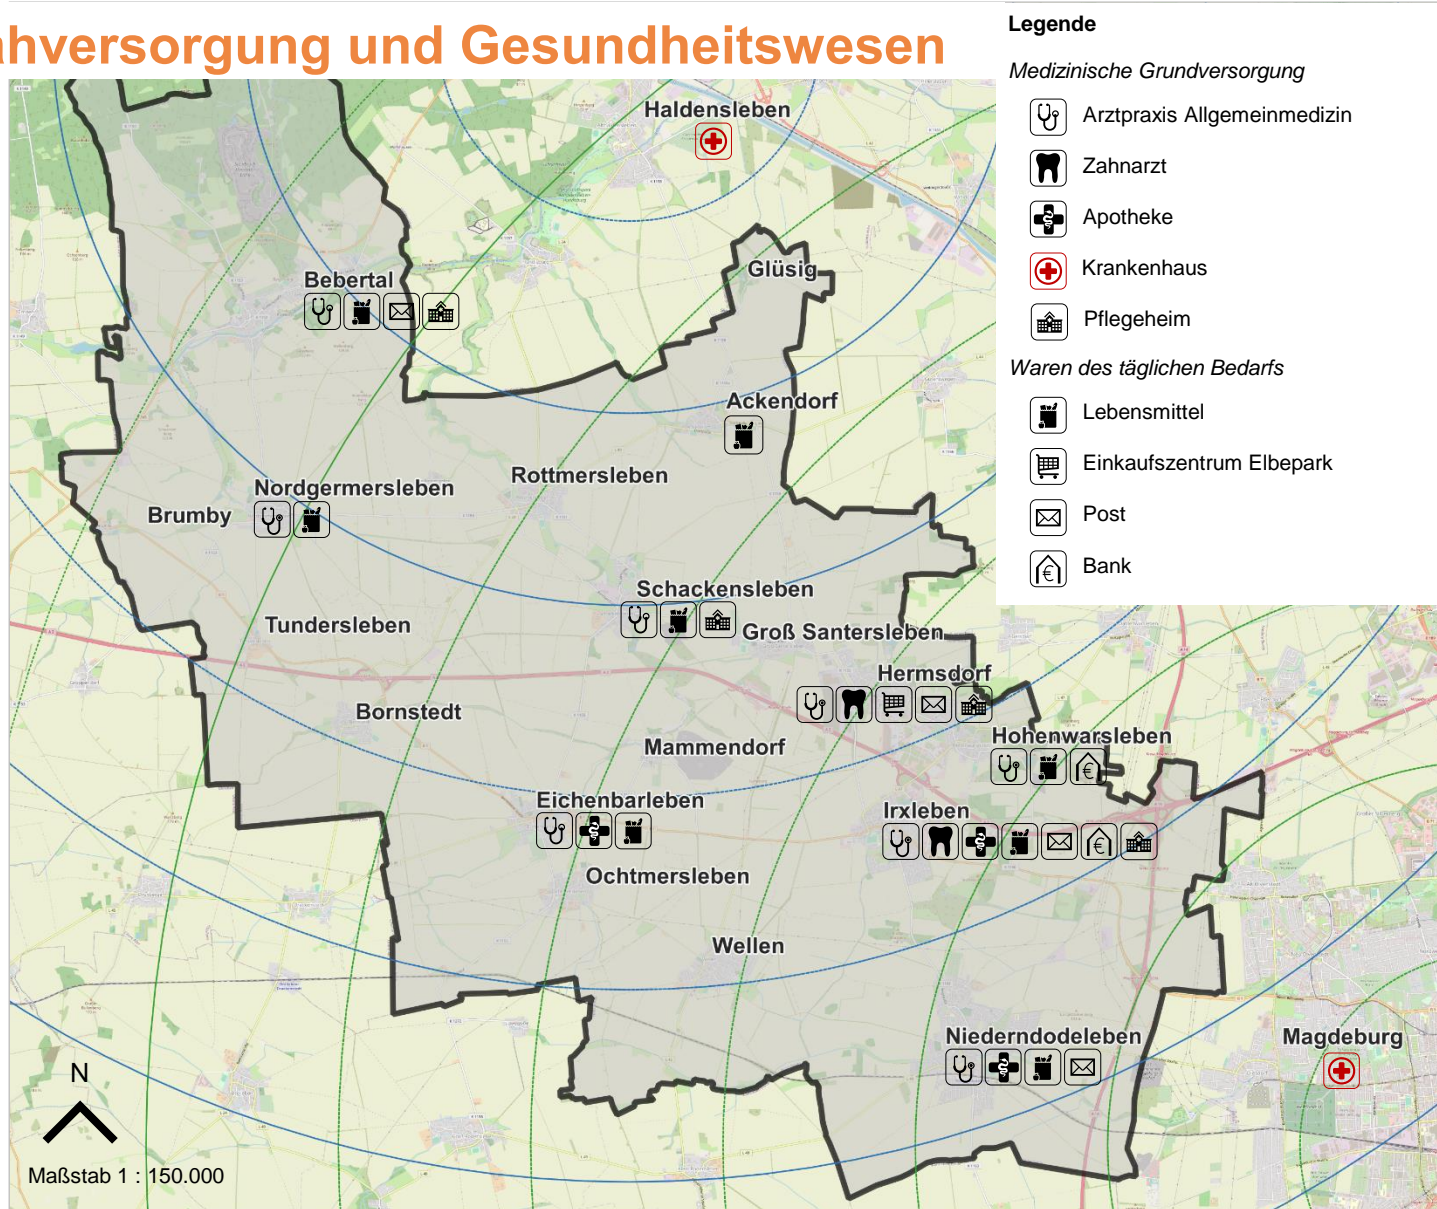 hversorgung und Gesundheitswesen
Legende
Medizinische Grundversorgung
Arztpraxis Allgemeinmedizin
Zahnarzt
Apotheke
Krankenhaus
Pflegeheim
Waren des täglichen Bedarfs
Lebensmittel
Einkaufszentrum Elbepark
Post
Bank
Haldensleben
Glüsig
Bebertal
Ackendorf
Rottmersleben
Nordgermersleben
Brumby
Schackensleben
Tundersleben
Groß Santersleben
Hermsdorf
Bornstedt
Hohenwarsleben
Mammendorf
Eichenbarleben
Irxleben
Ochtmersleben
Wellen
Niederndodeleben
Magdeburg
N
Maßstab 1 : 150.000